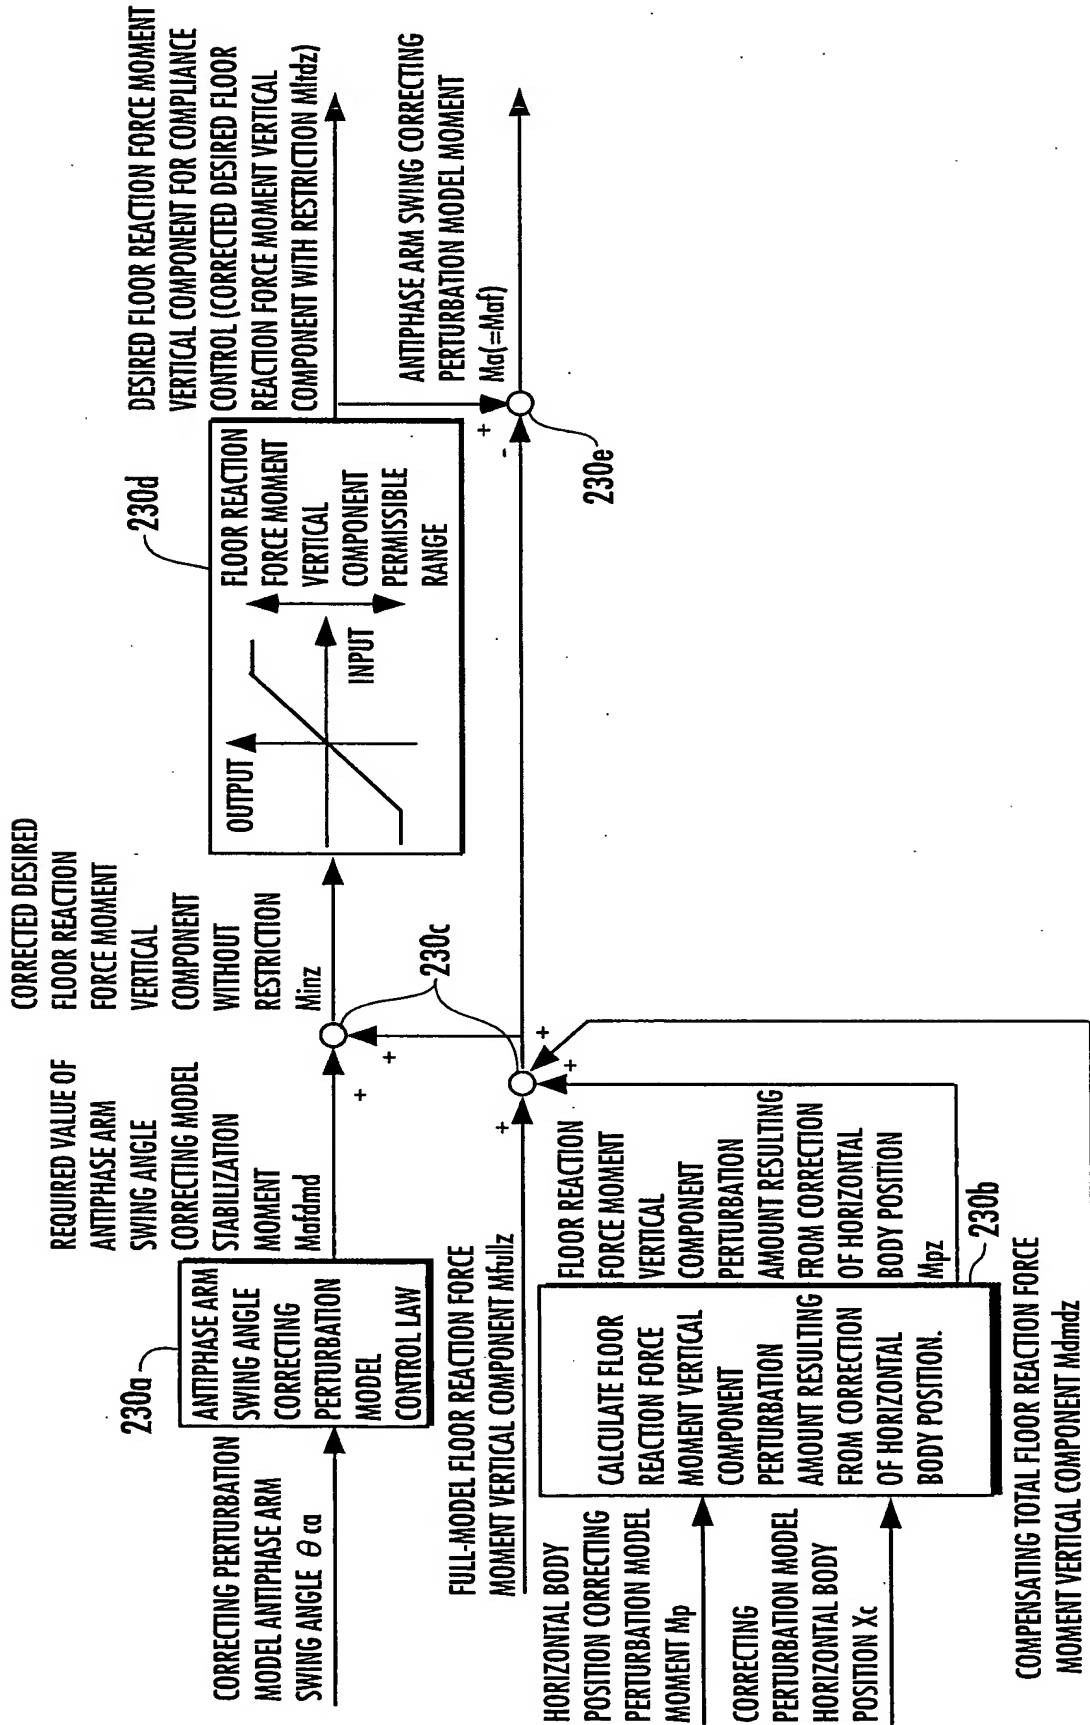 CORRECTING PERTURBATION
MODEL ANTIPHASE ARM
SWING ANGLE θ ca
230a
ANTIPHASE ARM
SWING ANGLE
CORRECTING
PERTURBATION
MODEL
CONTROL LAW
REQUIRED VALUE OF
ANTIPHASE ARM
SWING ANGLE
CORRECTING MODEL
STABILIZATION
MOMENT
Mafdmd
+
+
CORRECTED DESIRED
FLOOR REACTION
FORCE MOMENT
VERTICAL
COMPONENT
WITHOUT
RESTRICTION
Minz
230c
230d
OUTPUT
INPUT
FLOOR REACTION
FORCE MOMENT
VERTICAL
COMPONENT
PERMISSIBLE
RANGE
DESIRED FLOOR REACTION FORCE MOMENT
VERTICAL COMPONENT FOR COMPLIANCE
CONTROL (CORRECTED DESIRED FLOOR
REACTION FORCE MOMENT VERTICAL
COMPONENT WITH RESTRICTION Mltdz)
ANTIPHASE ARM SWING CORRECTING
PERTURBATION MODEL MOMENT
Ma(=Maf)
+
-
230e
FULL-MODEL FLOOR REACTION FORCE
MOMENT VERTICAL COMPONENT Mfullz
+
+
+
HORIZONTAL BODY
POSITION CORRECTING
PERTURBATION MODEL
MOMENT Mp
CORRECTING
PERTURBATION MODEL
HORIZONTAL BODY
POSITION Xc
CALCULATE FLOOR
REACTION FORCE
MOMENT VERTICAL
COMPONENT
PERTURBATION
AMOUNT RESULTING
FROM CORRECTION
OF HORIZONTAL
BODY POSITION.
230b
FLOOR REACTION
FORCE MOMENT
VERTICAL
COMPONENT
PERTURBATION
AMOUNT RESULTING
FROM CORRECTION
OF HORIZONTAL
BODY POSITION
Mpz
COMPENSATING TOTAL FLOOR REACTION FORCE
MOMENT VERTICAL COMPONENT Mdmdz